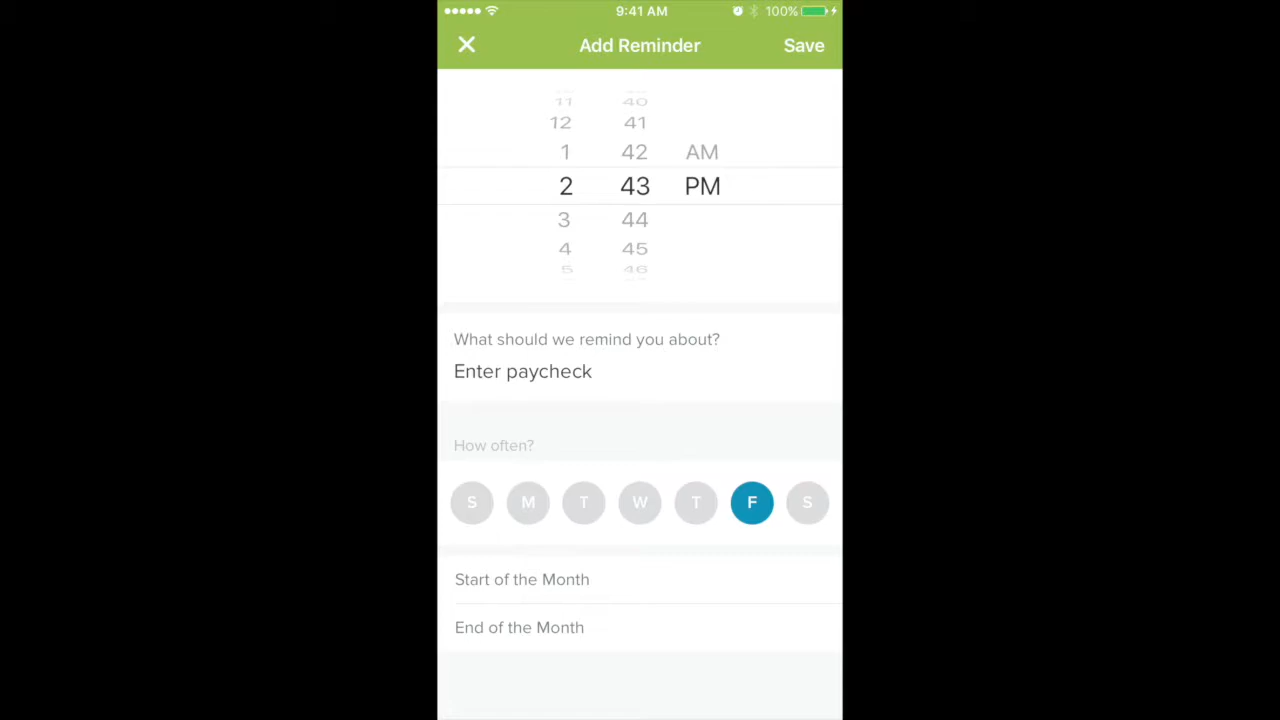 9:41 AM 100%
Add Reminder Save
11 40
12 41
1 42 AM
2 43 PM
3 44
4 45
5 46
What should we remind you about?
Enter paycheck
How often?
S M T W T F S
Start of the Month
End of the Month